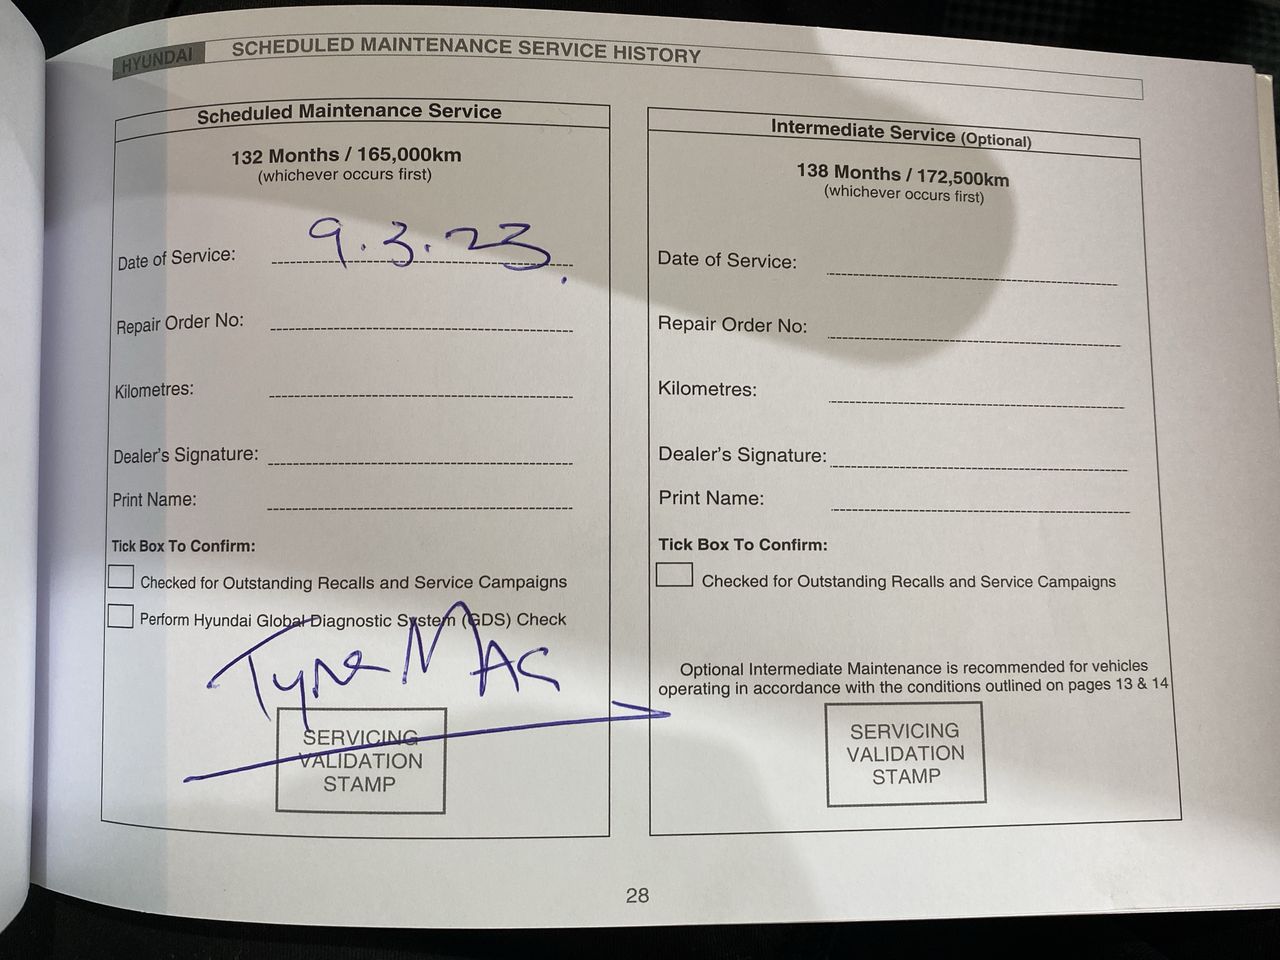 HYUNDAI
SCHEDULED MAINTENANCE SERVICE HISTORY
Scheduled Maintenance Service
132 Months / 165,000km
(whichever occurs first)
Date of Service: 9.3.23.
Repair Order No:
Kilometres:
Dealer's Signature:
Print Name:
Tick Box To Confirm:
Checked for Outstanding Recalls and Service Campaigns
Perform Hyundai Global Diagnostic System (GDS) Check
Tyre MAC
SERVICING
VALIDATION
STAMP
Intermediate Service (Optional)
138 Months / 172,500km
(whichever occurs first)
Date of Service:
Repair Order No:
Kilometres:
Dealer's Signature:
Print Name:
Tick Box To Confirm:
Checked for Outstanding Recalls and Service Campaigns
Optional Intermediate Maintenance is recommended for vehicles
operating in accordance with the conditions outlined on pages 13 & 14
SERVICING
VALIDATION
STAMP
28